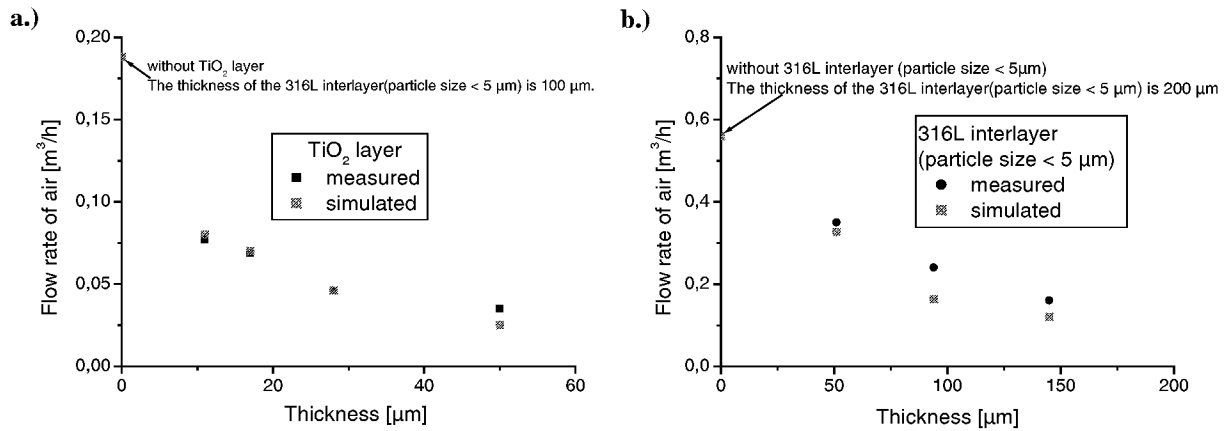 a.)
0,20
0,15
0,10
0,05
0,00
Flow rate of air [m³/h]
without TiO₂ layer
The thickness of the 316L interlayer(particle size < 5 µm) is 100 µm.
TiO₂ layer
measured
simulated
0 20 40 60
Thickness [µm]
b.)
0,8
0,6
0,4
0,2
0,0
Flow rate of air [m³/h]
without 316L interlayer (particle size < 5µm)
The thickness of the 316L interlayer(particle size < 5 µm) is 200 µm
316L interlayer
(particle size < 5 µm)
measured
simulated
0 50 100 150 200
Thickness [µm]